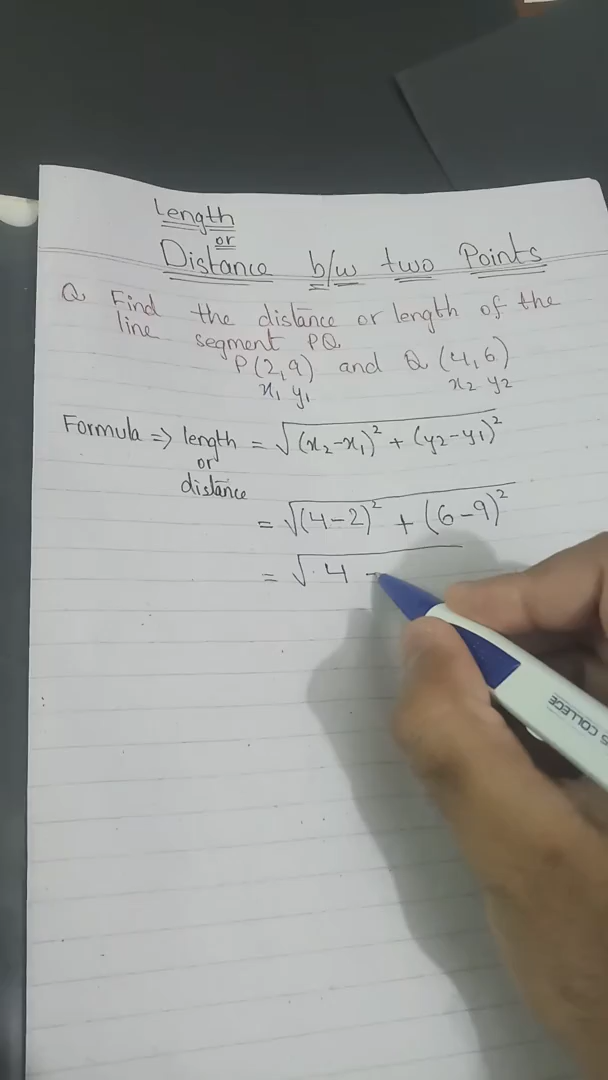 Length
or
Distance b/w two Points
Q Find the distance or length of the
line segment PQ
P(2,9) and Q(4,6)
x₁ y₁ x₂ y₂
Formula => length = √(x₂-x₁)² + (y₂-y₁)²
or
distance
= √(4-2)² + (6-9)²
= √4 -
S COLLEGE